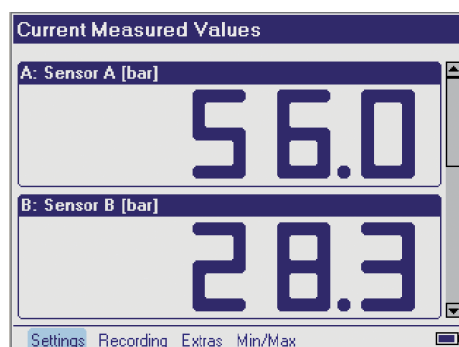 Current Measured Values
A: Sensor A [bar]
56.0
B: Sensor B [bar]
28.3
Settings Recording Extras Min/Max